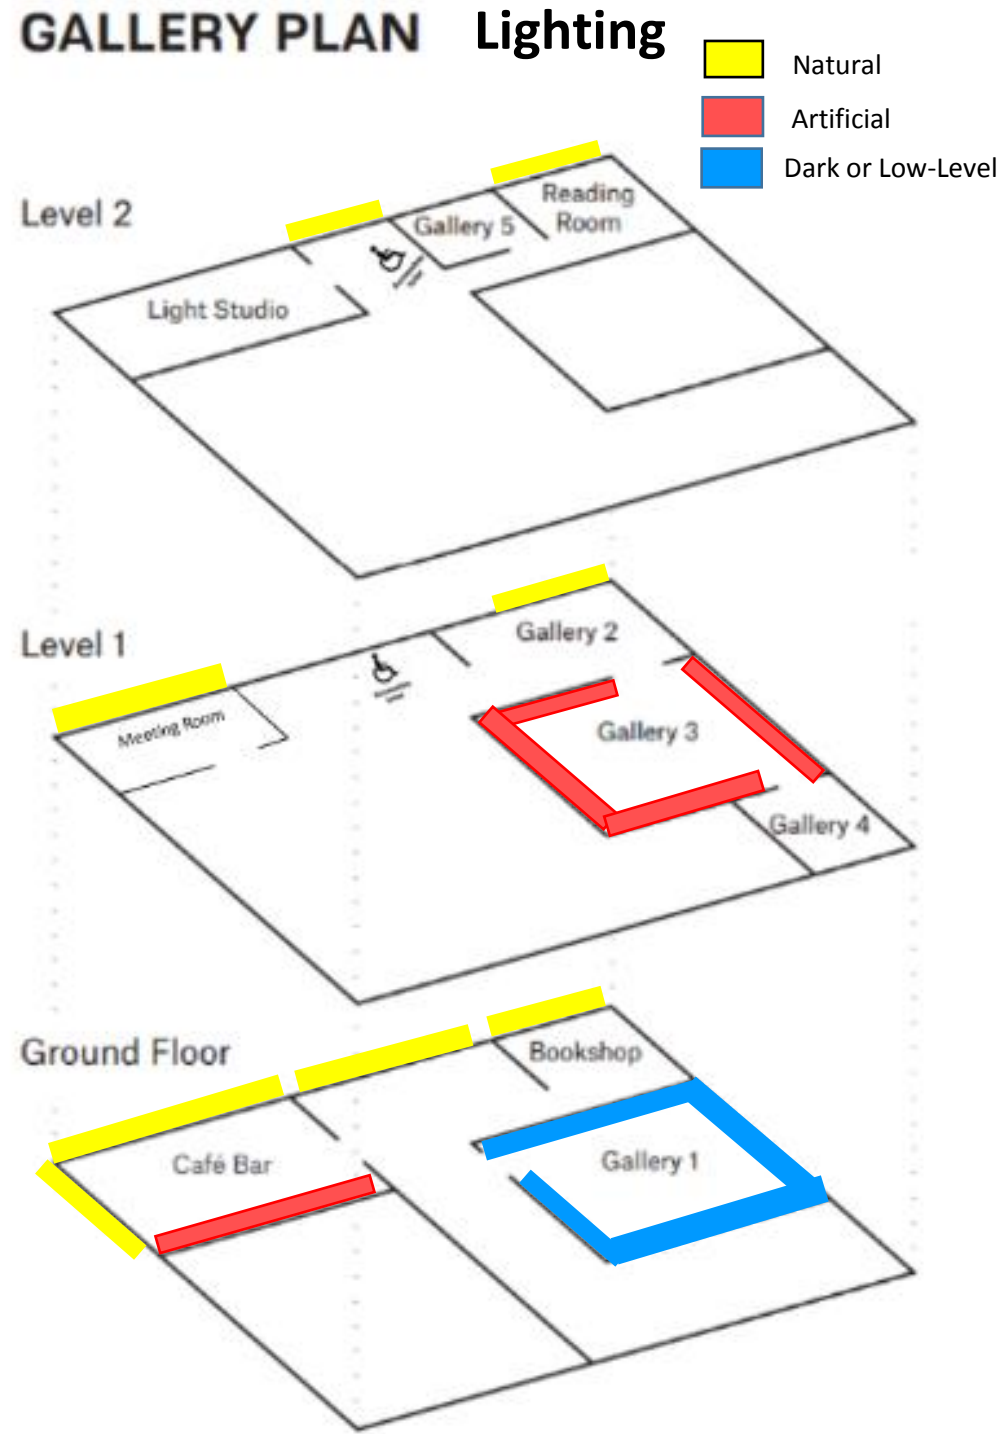 GALLERY PLAN Lighting
Natural
Artificial
Dark or Low-Level
Level 2
Reading
Room
Gallery 5
Light Studio
Level 1
Gallery 2
Meeting Room
Gallery 3
Gallery 4
Ground Floor
Bookshop
Café Bar
Gallery 1